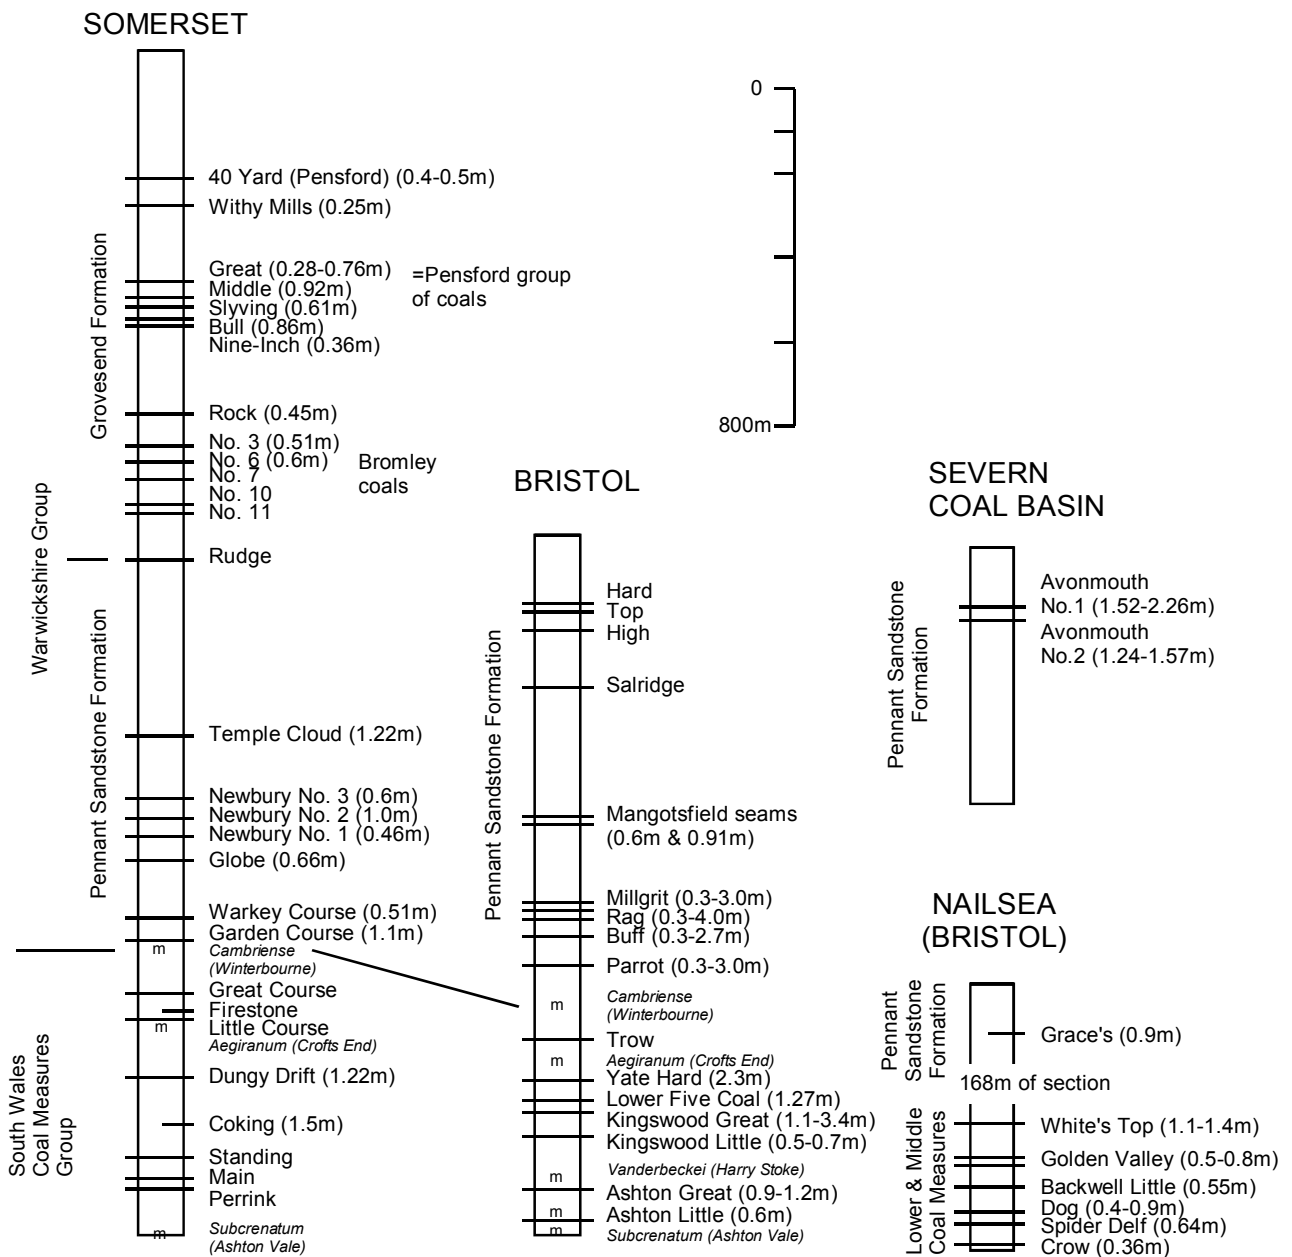 SOMERSET
40 Yard (Pensford) (0.4-0.5m)
Withy Mills (0.25m)
Great (0.28-0.76m)
Middle (0.92m)
Slyving (0.61m)
Bull (0.86m)
Nine-Inch (0.36m)
=Pensford group
of coals
Rock (0.45m)
No. 3 (0.51m)
No. 6 (0.6m)
No. 7
No. 10
No. 11
Bromley
coals
Rudge
Temple Cloud (1.22m)
Newbury No. 3 (0.6m)
Newbury No. 2 (1.0m)
Newbury No. 1 (0.46m)
Globe (0.66m)
Warkey Course (0.51m)
Garden Course (1.1m)
m
Cambriense
(Winterbourne)
Great Course
Firestone
Little Course
m
Aegiranum (Crofts End)
Dungy Drift (1.22m)
Coking (1.5m)
Standing
Main
Perrink
m
Subcrenatum
(Ashton Vale)
Grovesend Formation
Warwickshire Group
Pennant Sandstone Formation
South Wales
Coal Measures
Group
0
800m
BRISTOL
Hard
Top
High
Salridge
Mangotsfield seams
(0.6m & 0.91m)
Millgrit (0.3-3.0m)
Rag (0.3-4.0m)
Buff (0.3-2.7m)
Parrot (0.3-3.0m)
m
Cambriense
(Winterbourne)
Trow
m
Aegiranum (Crofts End)
Yate Hard (2.3m)
Lower Five Coal (1.27m)
Kingswood Great (1.1-3.4m)
Kingswood Little (0.5-0.7m)
m
Vanderbeckei (Harry Stoke)
Ashton Great (0.9-1.2m)
m
Ashton Little (0.6m)
m
Subcrenatum (Ashton Vale)
Pennant Sandstone Formation
SEVERN
COAL BASIN
Avonmouth
No.1 (1.52-2.26m)
Avonmouth
No.2 (1.24-1.57m)
Pennant Sandstone
Formation
NAILSEA
(BRISTOL)
Grace's (0.9m)
168m of section
White's Top (1.1-1.4m)
Golden Valley (0.5-0.8m)
Backwell Little (0.55m)
Dog (0.4-0.9m)
Spider Delf (0.64m)
Crow (0.36m)
Pennant
Sandstone
Formation
Lower & Middle
Coal Measures